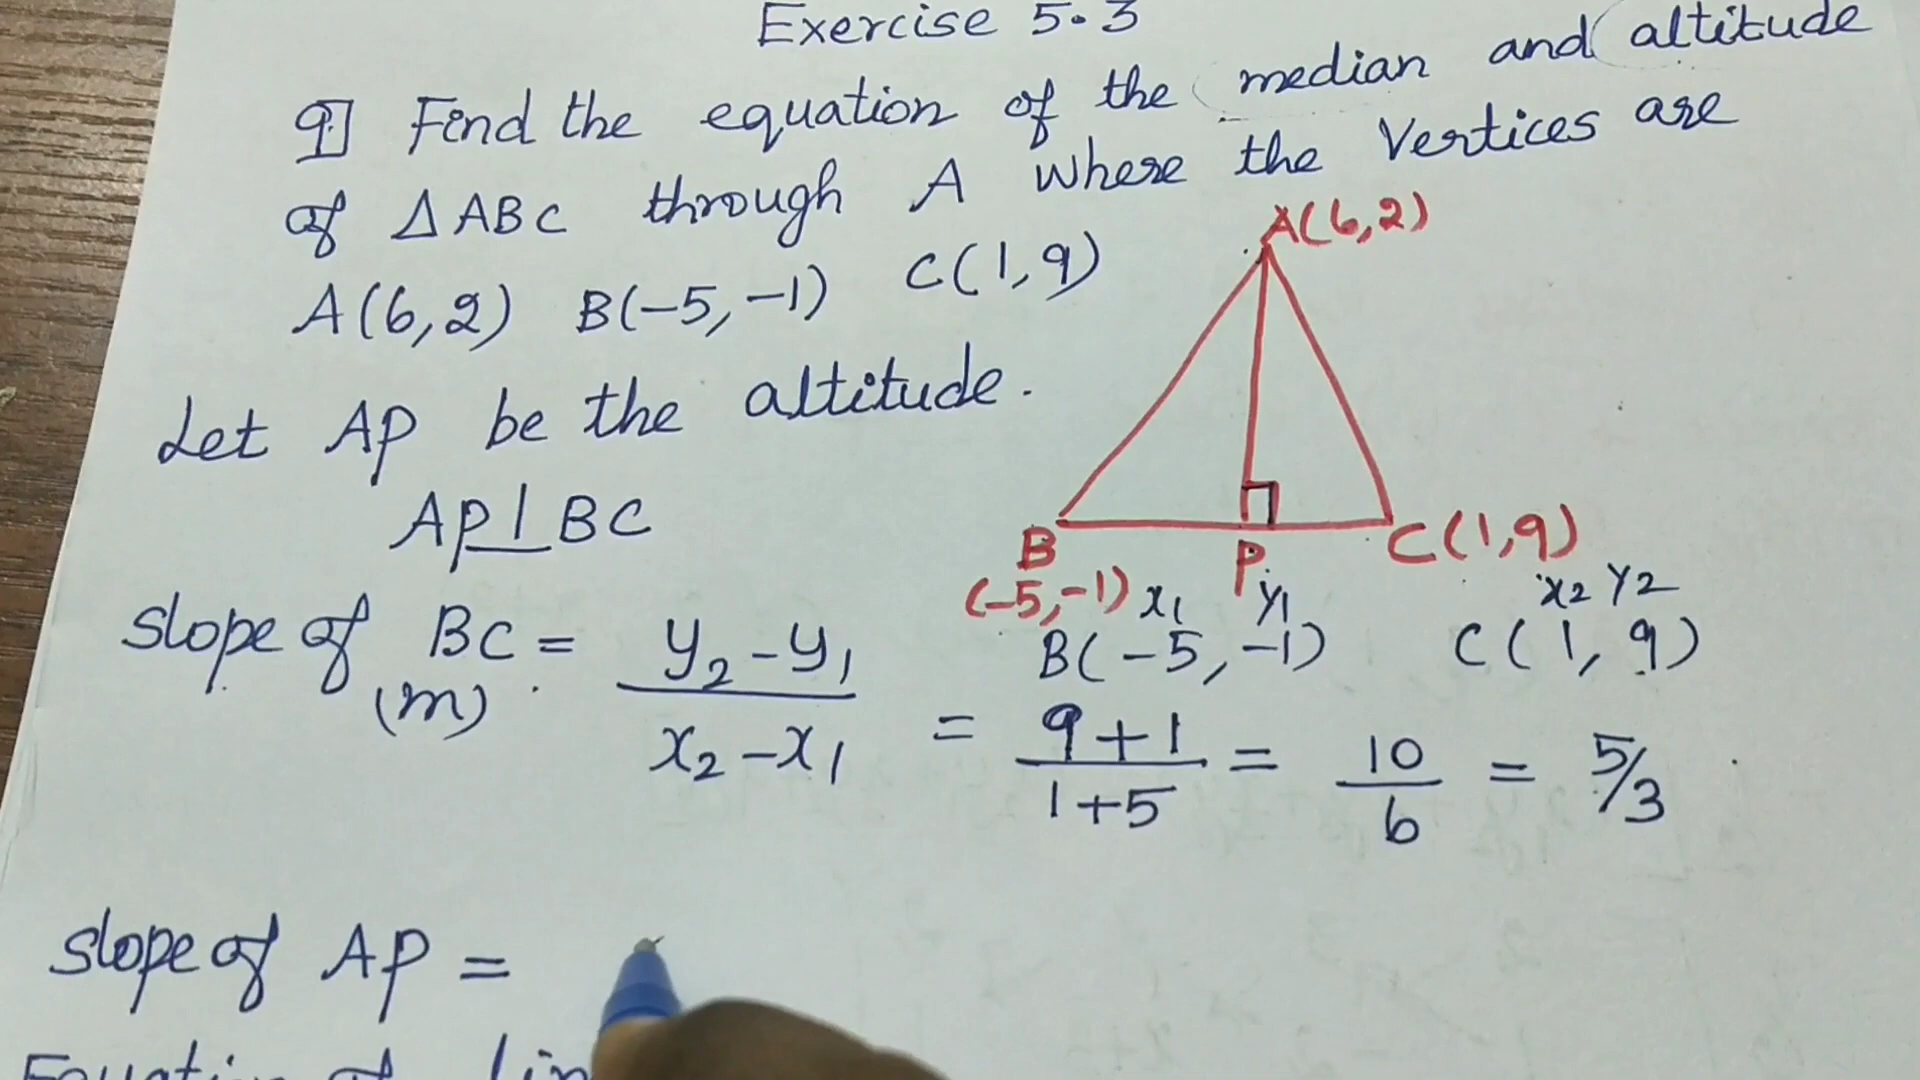 Exercise 5.3
9] Find the equation of the median and altitude
of ΔABC through A where the Vertices are
A(6,2) B(-5,-1) C(1,9)
A(6,2)
Let AP be the altitude.
AP⊥BC
B
P
C(1,9)
(-5,-1)
x1 y1 x2 y2
B(-5,-1) C(1,9)
Slope of BC = y2-y1 / x2-x1 = 9+1 / 1+5 = 10/6 = 5/3
(m)
Slope of AP =
Equation of